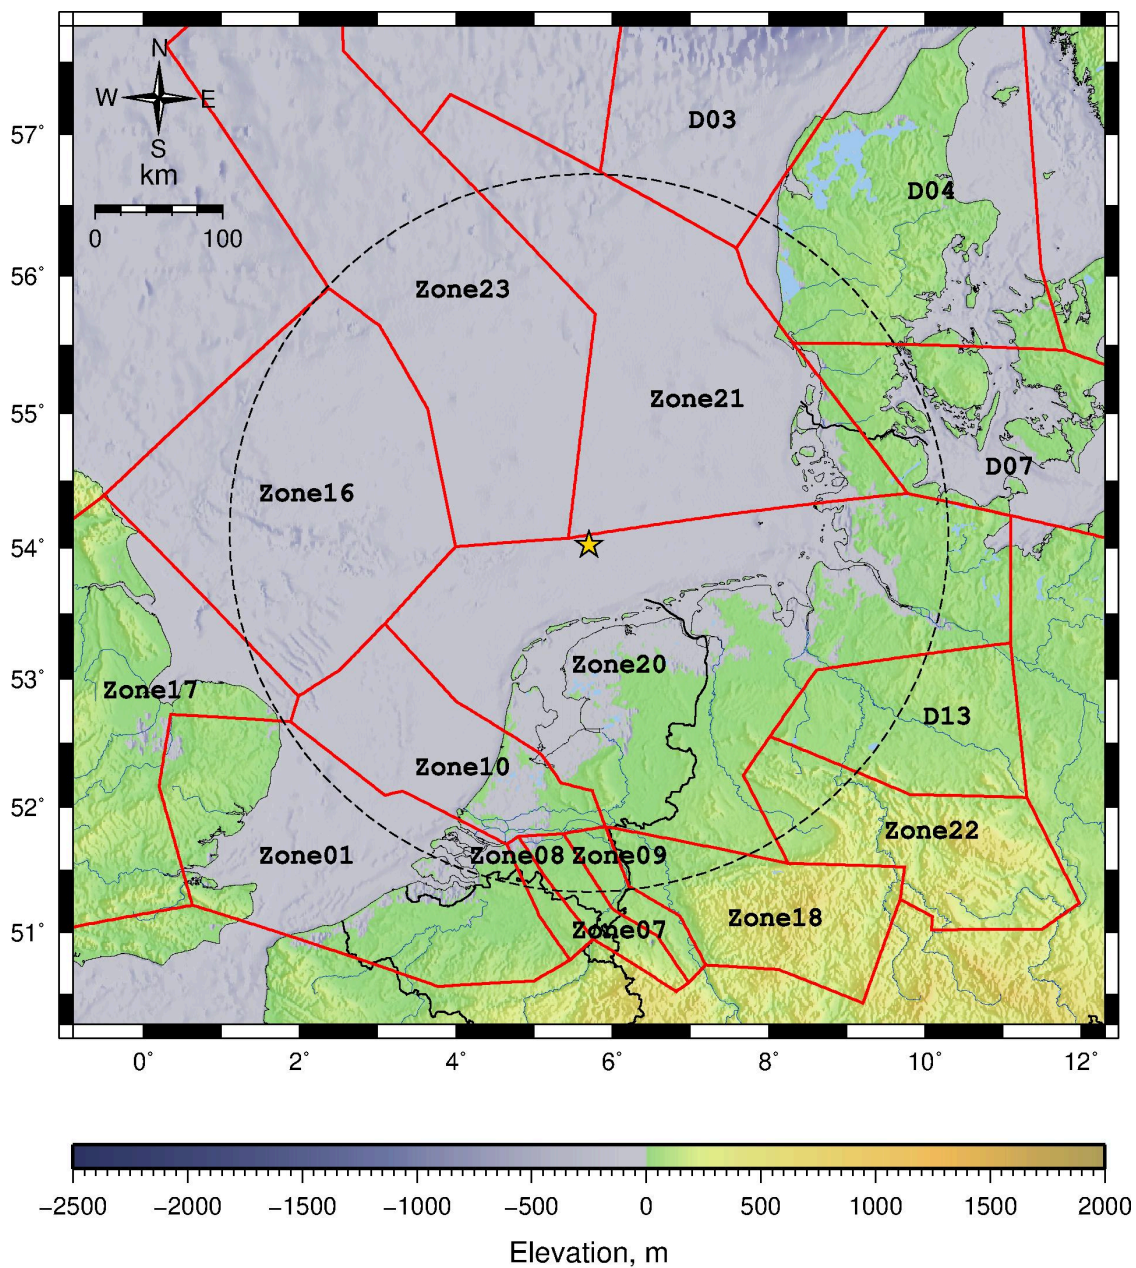 N
W E
S
km
0 100
57°
56°
55°
54°
53°
52°
51°
D03
D04
Zone23
Zone21
D07
Zone16
Zone20
Zone17
D13
Zone10
Zone22
Zone01
Zone08
Zone09
Zone18
Zone07
0° 2° 4° 6° 8° 10° 12°
−2500 −2000 −1500 −1000 −500 0 500 1000 1500 2000
Elevation, m